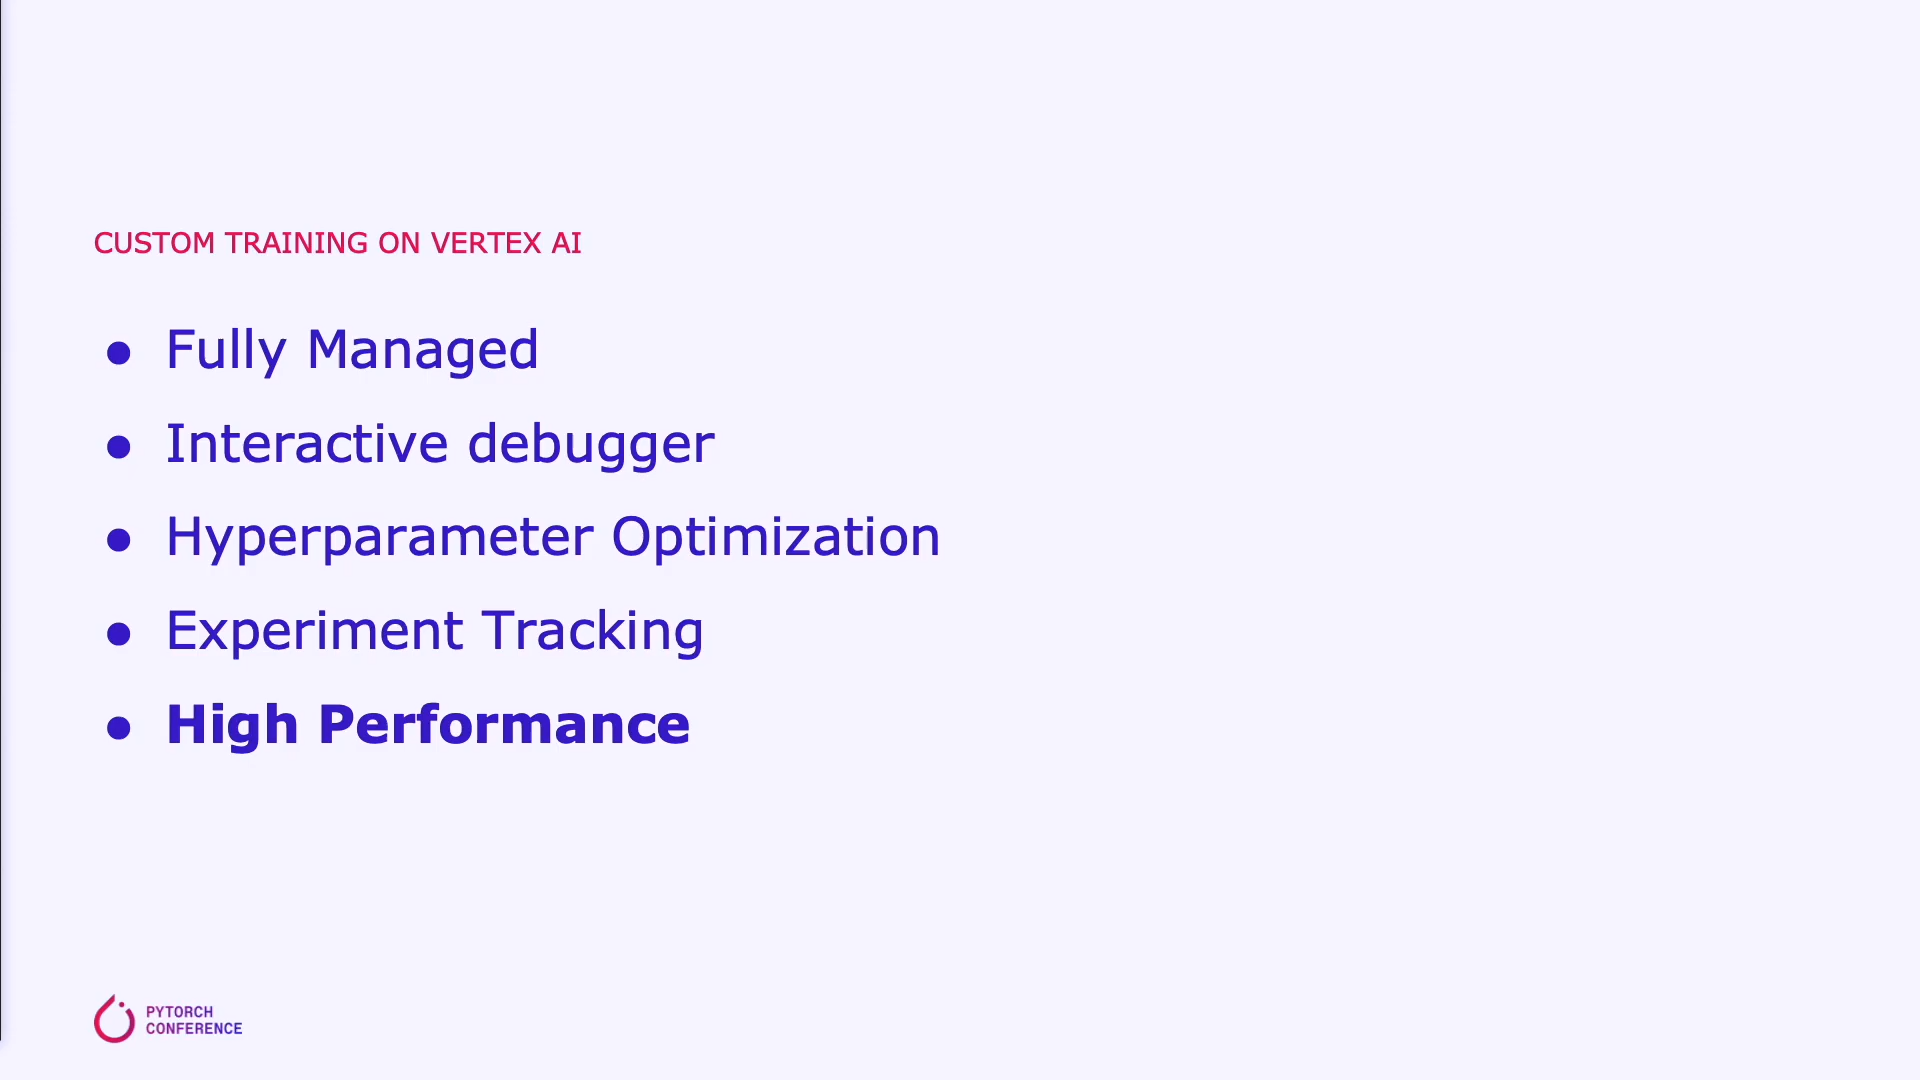 CUSTOM TRAINING ON VERTEX AI
● Fully Managed
● Interactive debugger
● Hyperparameter Optimization
● Experiment Tracking
● High Performance
PYTORCH
CONFERENCE